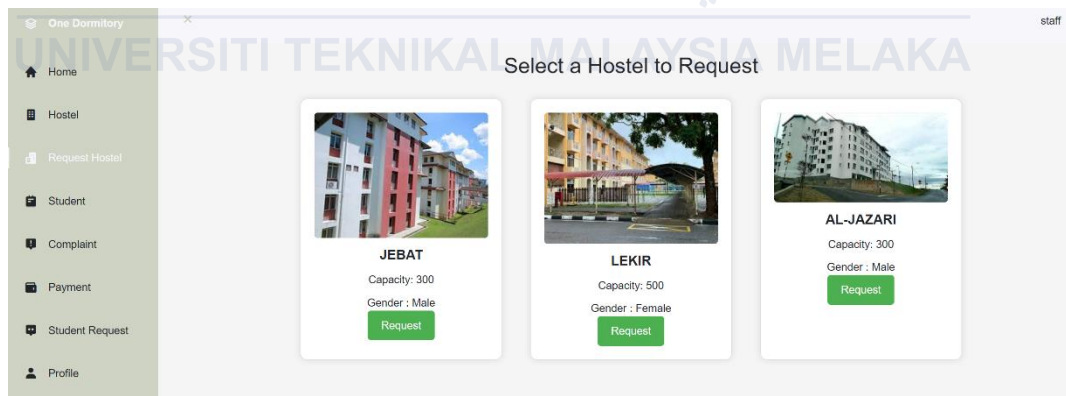 One Dormitory
×
staff
UNIVERSITI TEKNIKAL MALAYSIA MELAKA
Home
Hostel
Request Hostel
Student
Complaint
Payment
Student Request
Profile
Select a Hostel to Request
JEBAT
Capacity: 300
Gender : Male
Request
LEKIR
Capacity: 500
Gender : Female
Request
AL-JAZARI
Capacity: 300
Gender : Male
Request